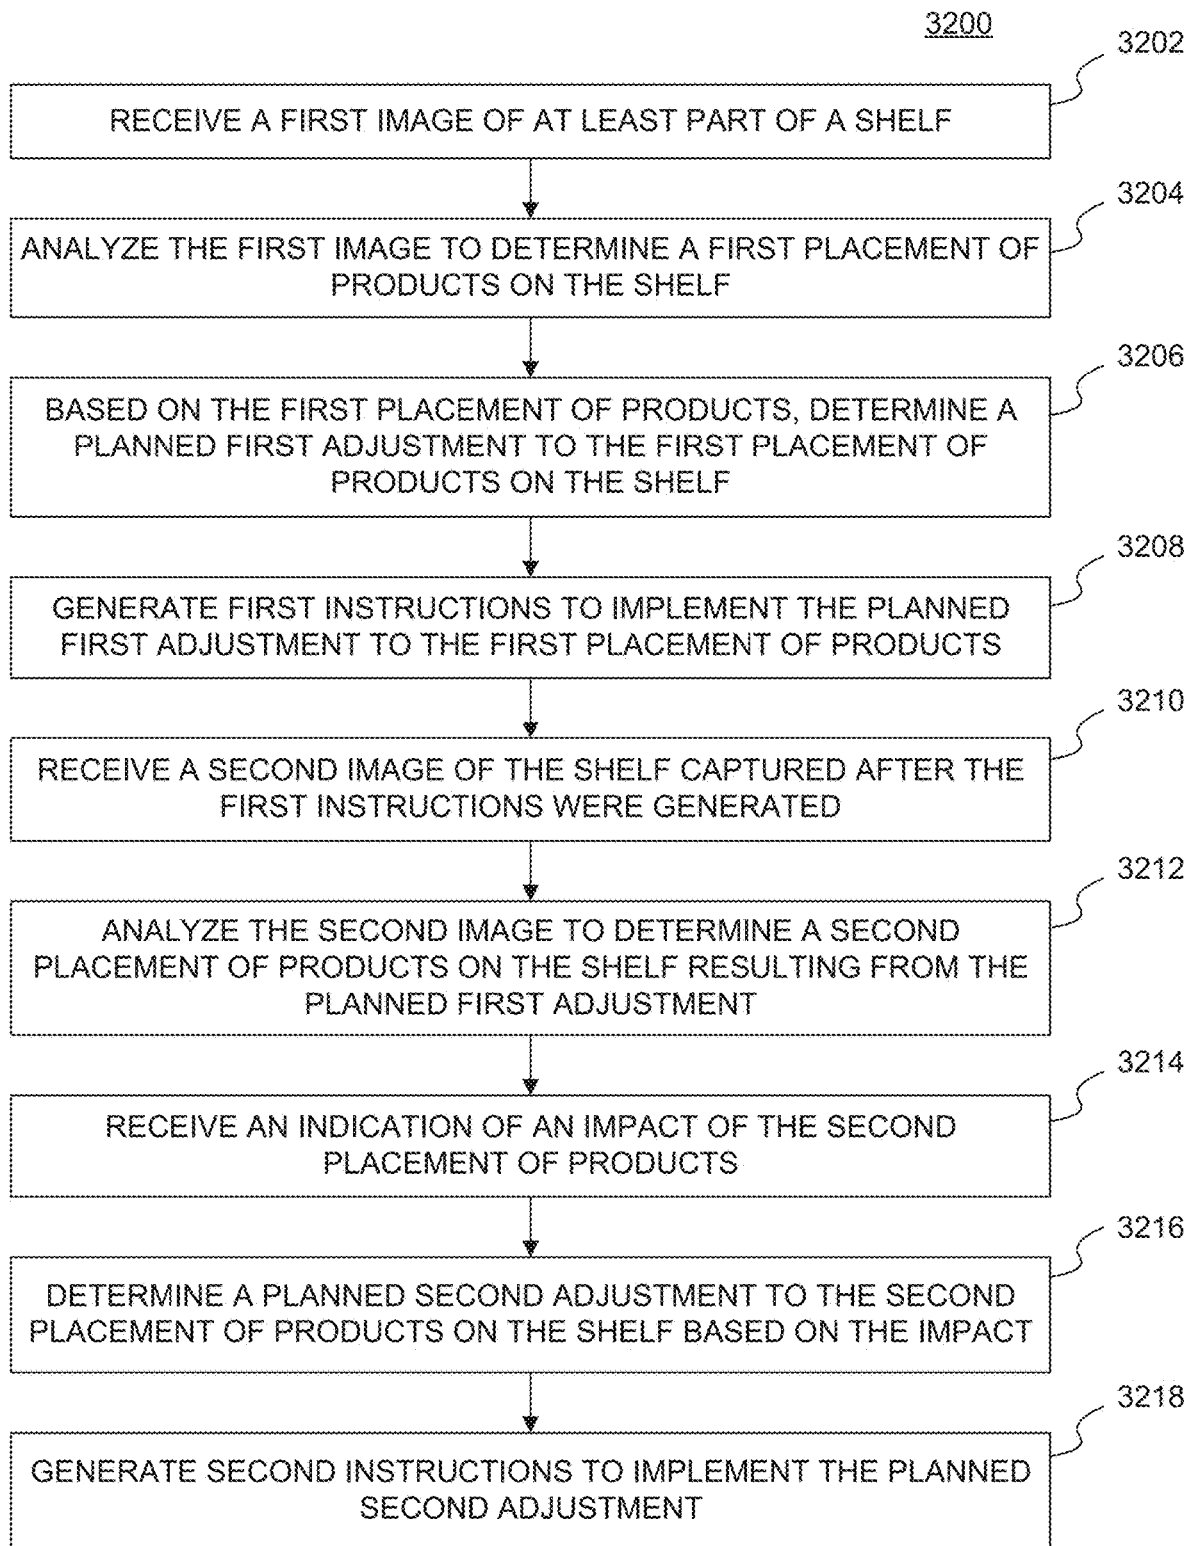 3200
3202
RECEIVE A FIRST IMAGE OF AT LEAST PART OF A SHELF
3204
ANALYZE THE FIRST IMAGE TO DETERMINE A FIRST PLACEMENT OF
PRODUCTS ON THE SHELF
3206
BASED ON THE FIRST PLACEMENT OF PRODUCTS, DETERMINE A
PLANNED FIRST ADJUSTMENT TO THE FIRST PLACEMENT OF
PRODUCTS ON THE SHELF
3208
GENERATE FIRST INSTRUCTIONS TO IMPLEMENT THE PLANNED
FIRST ADJUSTMENT TO THE FIRST PLACEMENT OF PRODUCTS
3210
RECEIVE A SECOND IMAGE OF THE SHELF CAPTURED AFTER THE
FIRST INSTRUCTIONS WERE GENERATED
3212
ANALYZE THE SECOND IMAGE TO DETERMINE A SECOND
PLACEMENT OF PRODUCTS ON THE SHELF RESULTING FROM THE
PLANNED FIRST ADJUSTMENT
3214
RECEIVE AN INDICATION OF AN IMPACT OF THE SECOND
PLACEMENT OF PRODUCTS
3216
DETERMINE A PLANNED SECOND ADJUSTMENT TO THE SECOND
PLACEMENT OF PRODUCTS ON THE SHELF BASED ON THE IMPACT
3218
GENERATE SECOND INSTRUCTIONS TO IMPLEMENT THE PLANNED
SECOND ADJUSTMENT